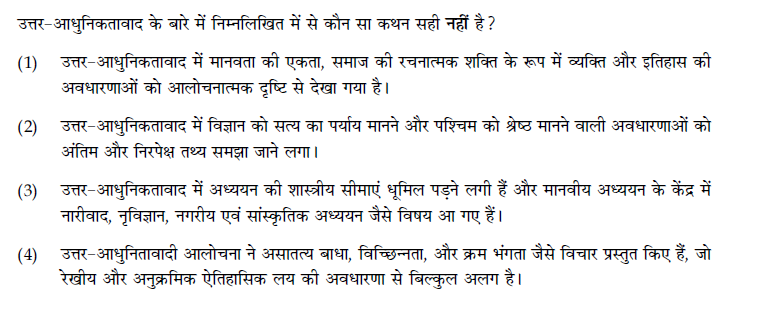 उत्तर-आधुनिकतावाद के बारे में निम्नलिखित में से कौन सा कथन सही नहीं है ?
(1) उत्तर-आधुनिकतावाद में मानवता की एकता, समाज की रचनात्मक शक्ति के रूप में व्यक्ति और इतिहास की
अवधारणाओं को आलोचनात्मक दृष्टि से देखा गया है।
(2) उत्तर-आधुनिकतावाद में विज्ञान को सत्य का पर्याय मानने और पश्चिम को श्रेष्ठ मानने वाली अवधारणाओं को
अंतिम और निरपेक्ष तथ्य समझा जाने लगा।
(3) उत्तर-आधुनिकतावाद में अध्ययन की शास्त्रीय सीमाएं धूमिल पड़ने लगी हैं और मानवीय अध्ययन के केंद्र में
नारीवाद, नृविज्ञान, नगरीय एवं सांस्कृतिक अध्ययन जैसे विषय आ गए हैं।
(4) उत्तर-आधुनितावादी आलोचना ने असातत्य बाधा, विच्छिन्नता, और क्रम भंगता जैसे विचार प्रस्तुत किए हैं, जो
रेखीय और अनुक्रमिक ऐतिहासिक लय की अवधारणा से बिल्कुल अलग है।